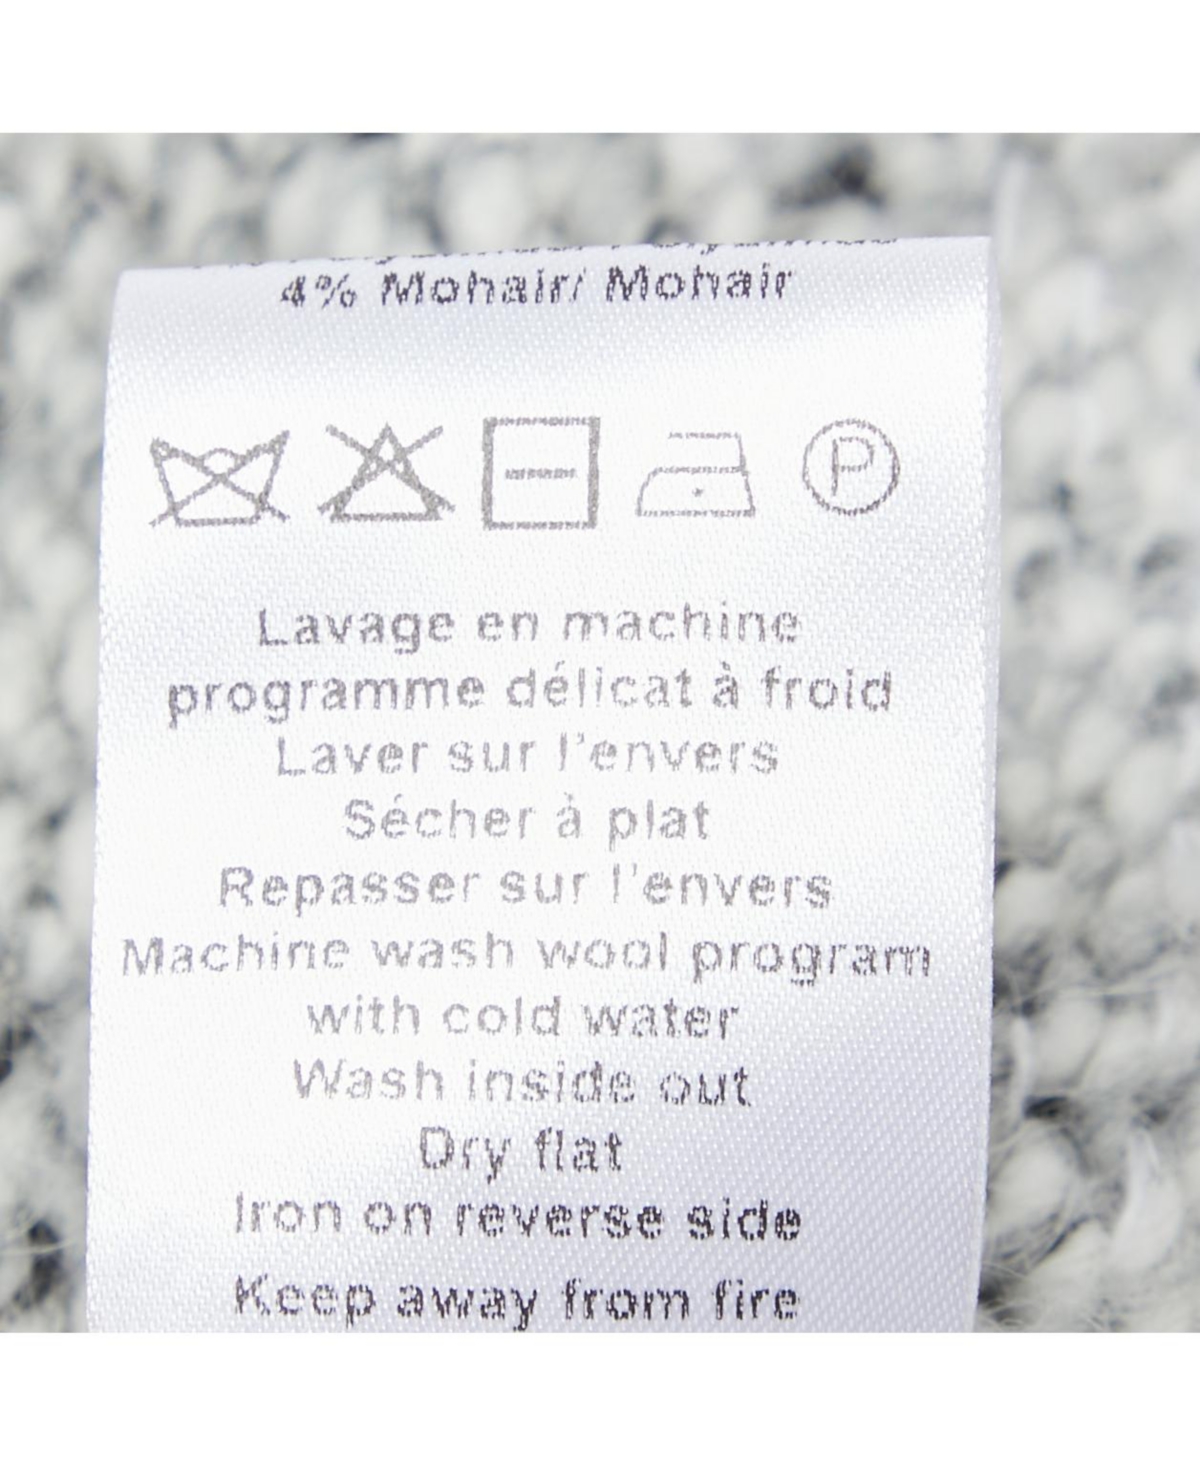 4% Mohair/ Mohair
P
Lavage en machine
programme délicat à froid
Laver sur l'envers
Sécher à plat
Repasser sur l'envers
Machine wash wool program
with cold water
Wash inside out
Dry flat
Iron on reverse side
Keep away from fire